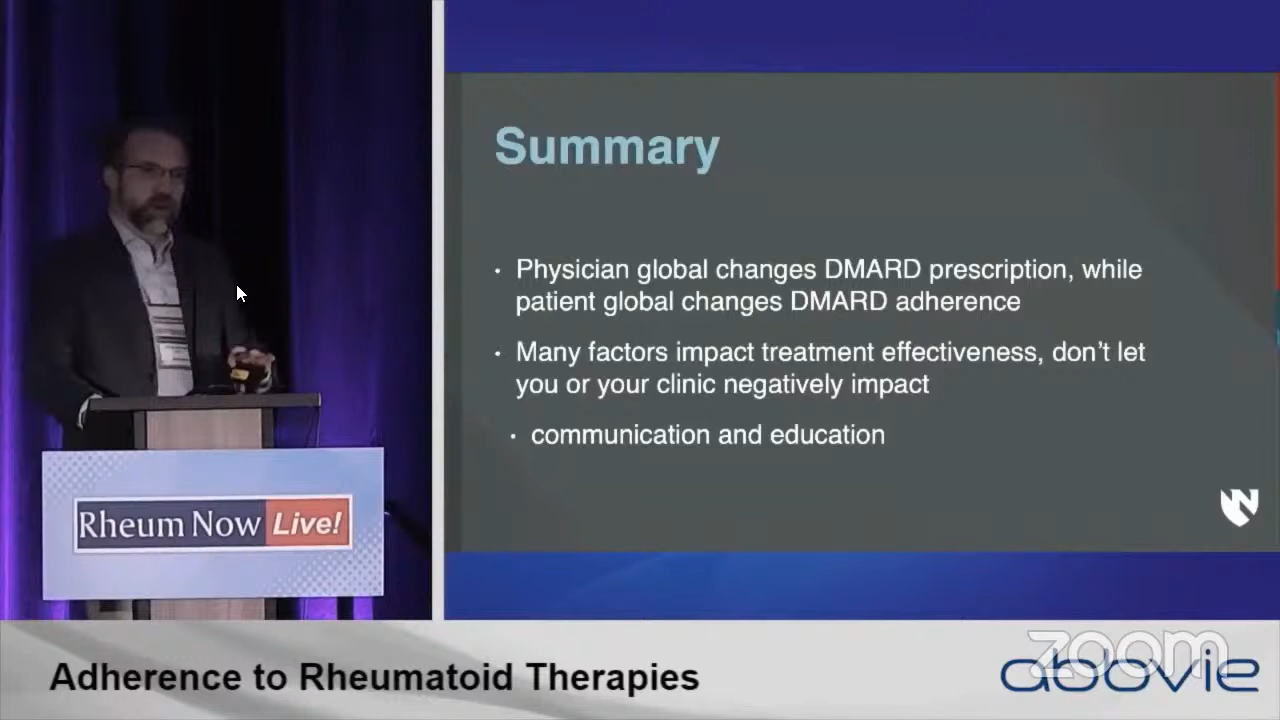 Summary
• Physician global changes DMARD prescription, while
patient global changes DMARD adherence
• Many factors impact treatment effectiveness, don't let
you or your clinic negatively impact
• communication and education
Rheum Now Live!
Adherence to Rheumatoid Therapies
zoom
abbvie